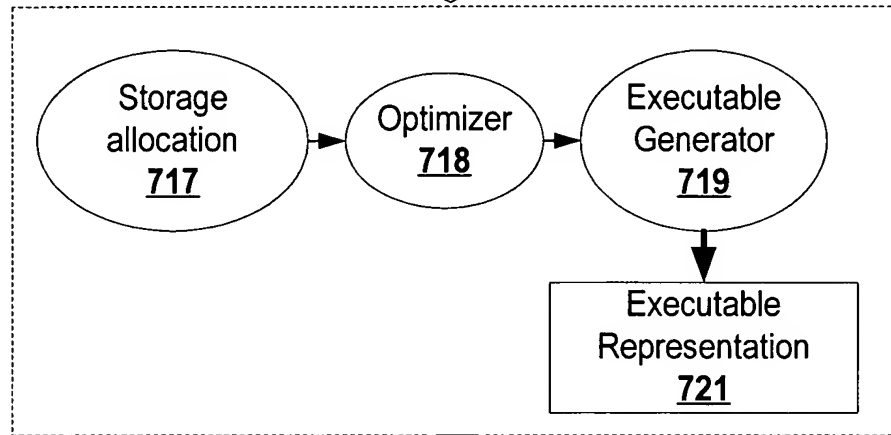 Storage
allocation
717
Optimizer
718
Executable
Generator
719
Executable
Representation
721